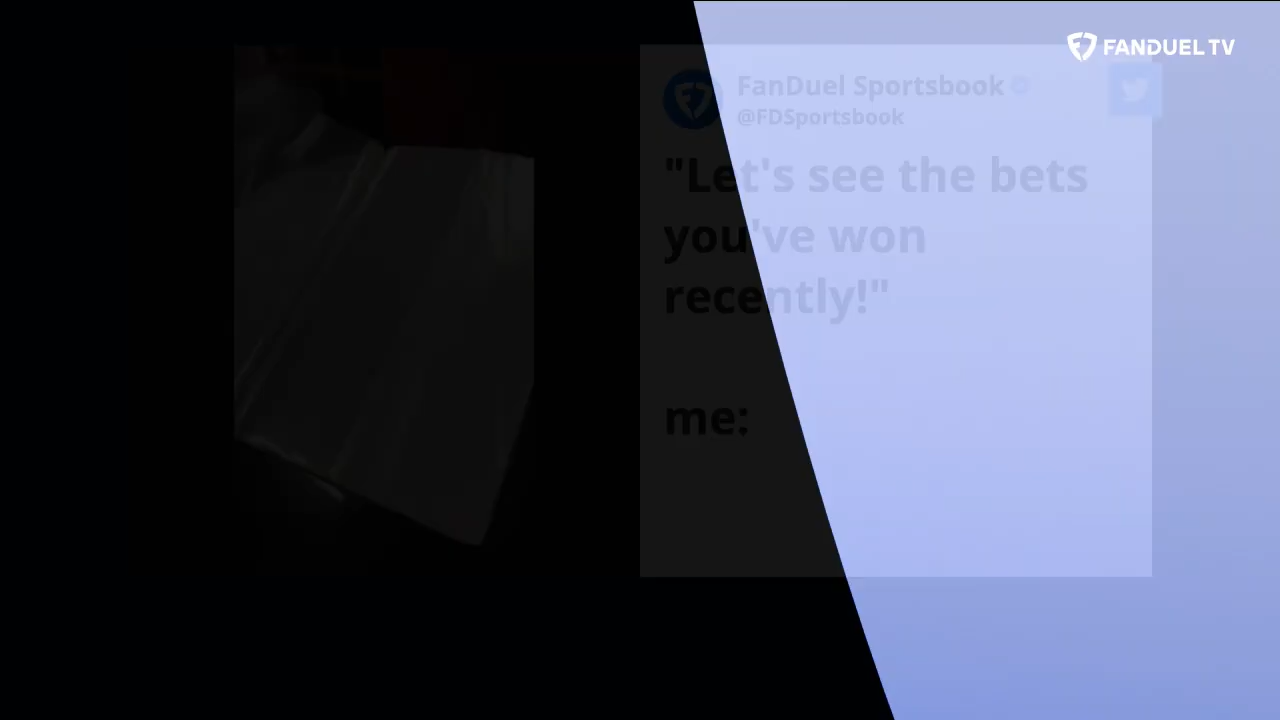 FANDUEL TV
FanDuel Sportsbook
@FDSportsbook
"Let's see the bets
you've won
recently!"
me: